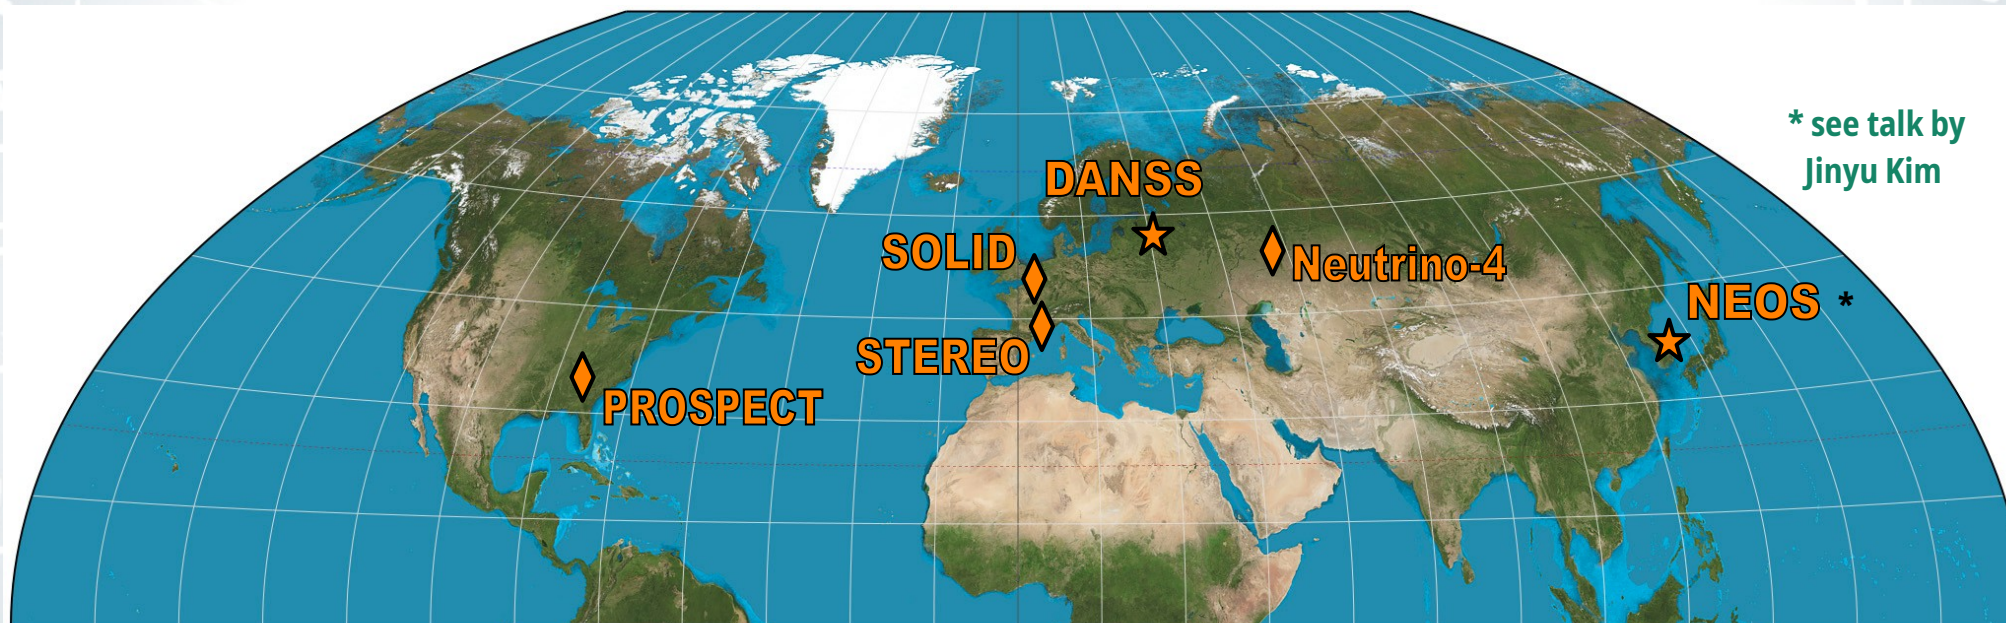 * see talk by
Jinyu Kim
DANSS
SOLID
Neutrino-4
NEOS *
STEREO
PROSPECT